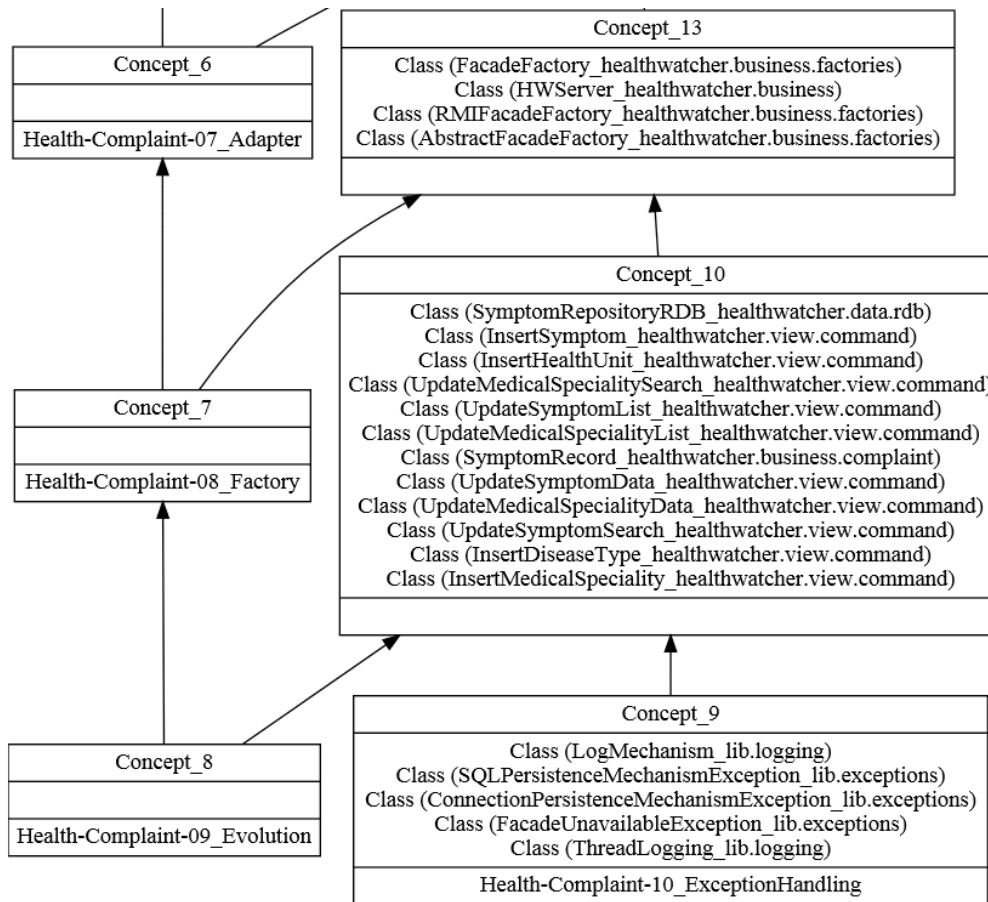 Concept_6
Health-Complaint-07_Adapter
Concept_13
Class (FacadeFactory_healthwatcher.business.factories)
Class (HWServer_healthwatcher.business)
Class (RMIFacadeFactory_healthwatcher.business.factories)
Class (AbstractFacadeFactory_healthwatcher.business.factories)
Concept_10
Class (SymptomRepositoryRDB_healthwatcher.data.rdb)
Class (InsertSymptom_healthwatcher.view.command)
Class (InsertHealthUnit_healthwatcher.view.command)
Class (UpdateMedicalSpecialitySearch_healthwatcher.view.command)
Class (UpdateSymptomList_healthwatcher.view.command)
Class (UpdateMedicalSpecialityList_healthwatcher.view.command)
Class (SymptomRecord_healthwatcher.business.complaint)
Class (UpdateSymptomData_healthwatcher.view.command)
Class (UpdateMedicalSpecialityData_healthwatcher.view.command)
Class (UpdateSymptomSearch_healthwatcher.view.command)
Class (InsertDiseaseType_healthwatcher.view.command)
Class (InsertMedicalSpeciality_healthwatcher.view.command)
Concept_7
Health-Complaint-08_Factory
Concept_8
Health-Complaint-09_Evolution
Concept_9
Class (LogMechanism_lib.logging)
Class (SQLPersistenceMechanismException_lib.exceptions)
Class (ConnectionPersistenceMechanismException_lib.exceptions)
Class (FacadeUnavailableException_lib.exceptions)
Class (ThreadLogging_lib.logging)
Health-Complaint-10_ExceptionHandling